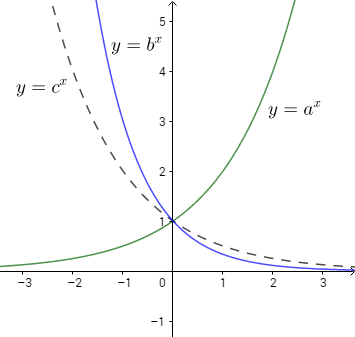 5
y = b^x
4
y = c^x
3
y = a^x
2
1
−3 −2 −1 0 1 2 3
−1